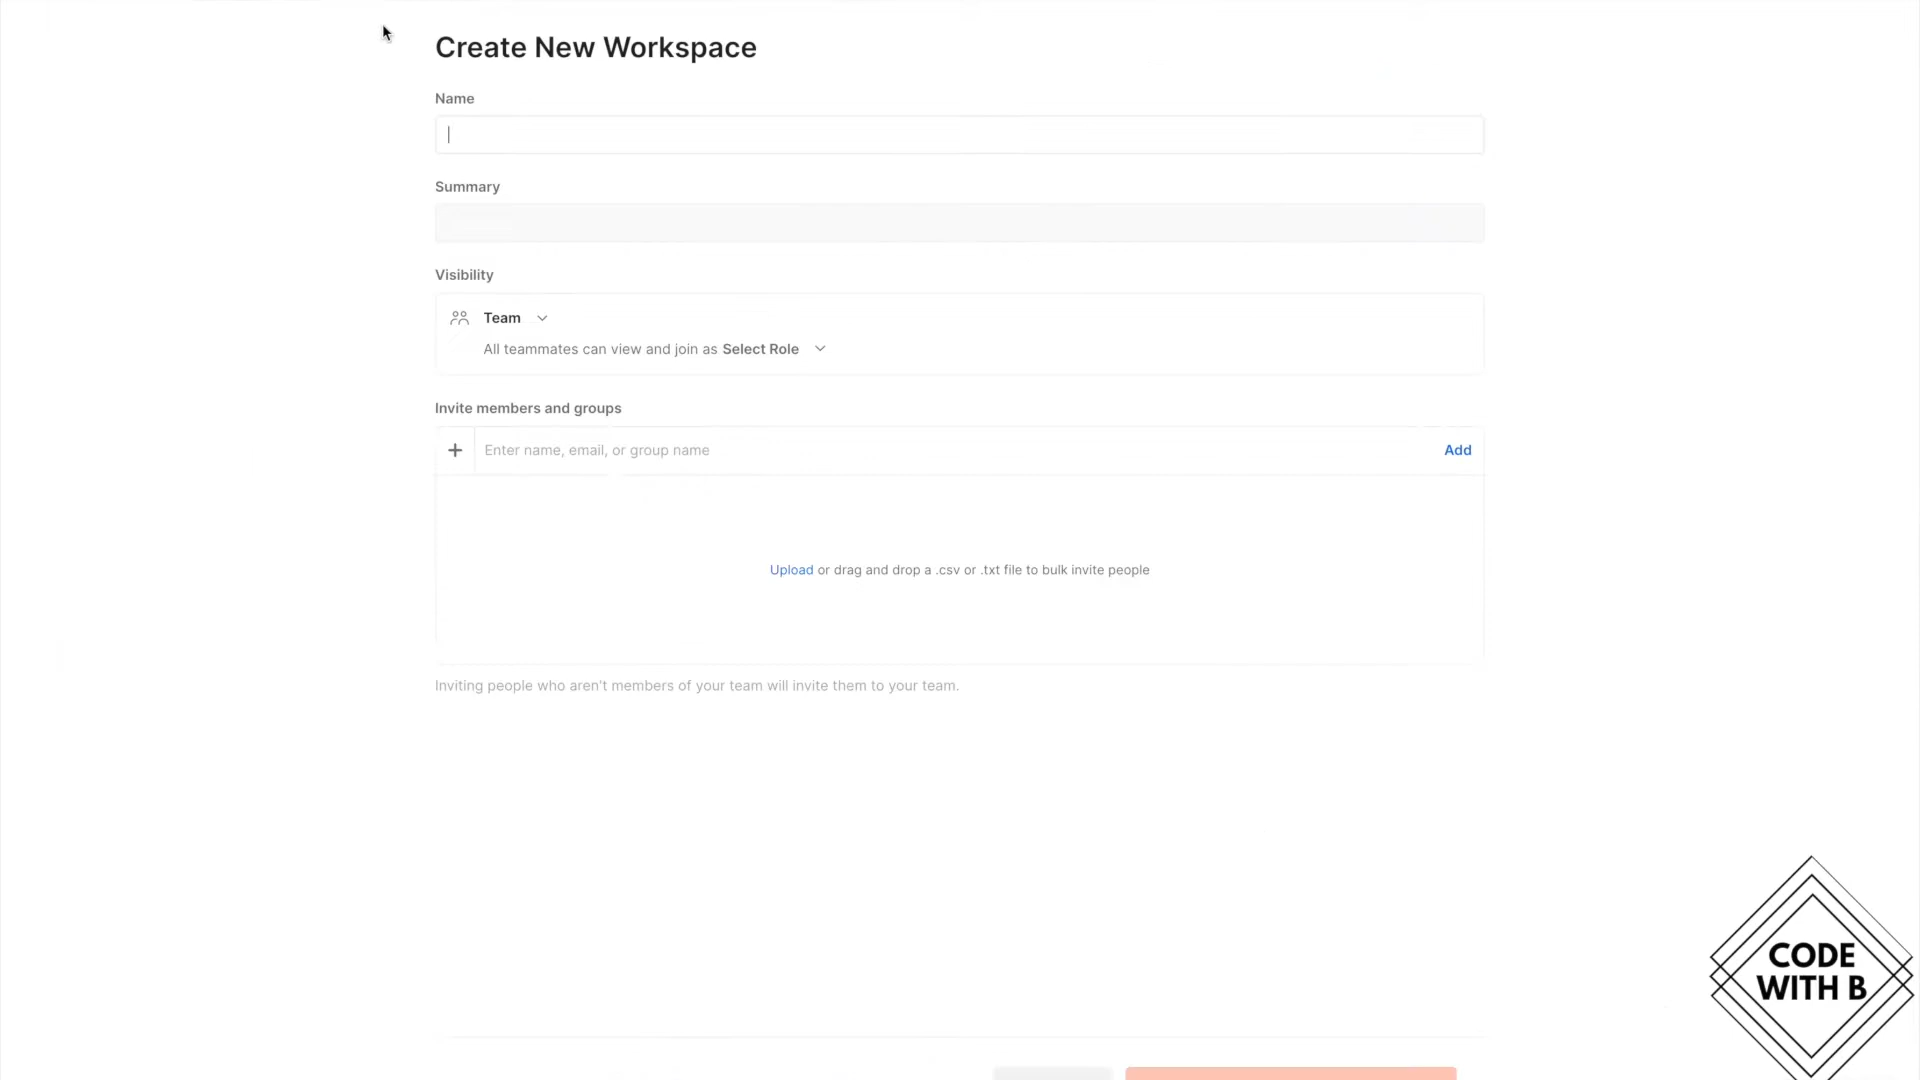 Create New Workspace
Name
Summary
Visibility
Team
All teammates can view and join as Select Role
Invite members and groups
Enter name, email, or group name
Add
Upload or drag and drop a .csv or .txt file to bulk invite people
Inviting people who aren't members of your team will invite them to your team.
CODE
WITH B